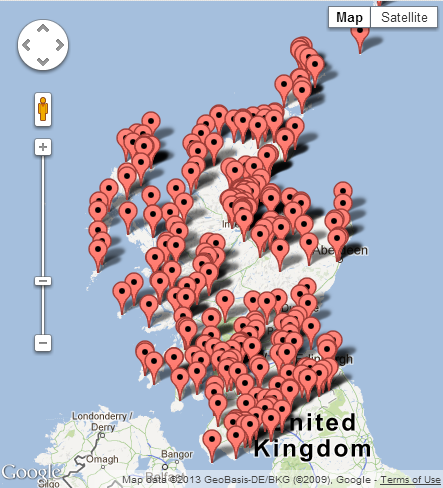 Map
Satellite
Aberdeen
United
Kingdom
Londonderry /
Derry
Omagh
Bangor
Google
Map data ©2013 GeoBasis-DE/BKG (©2009), Google -
Terms of Use